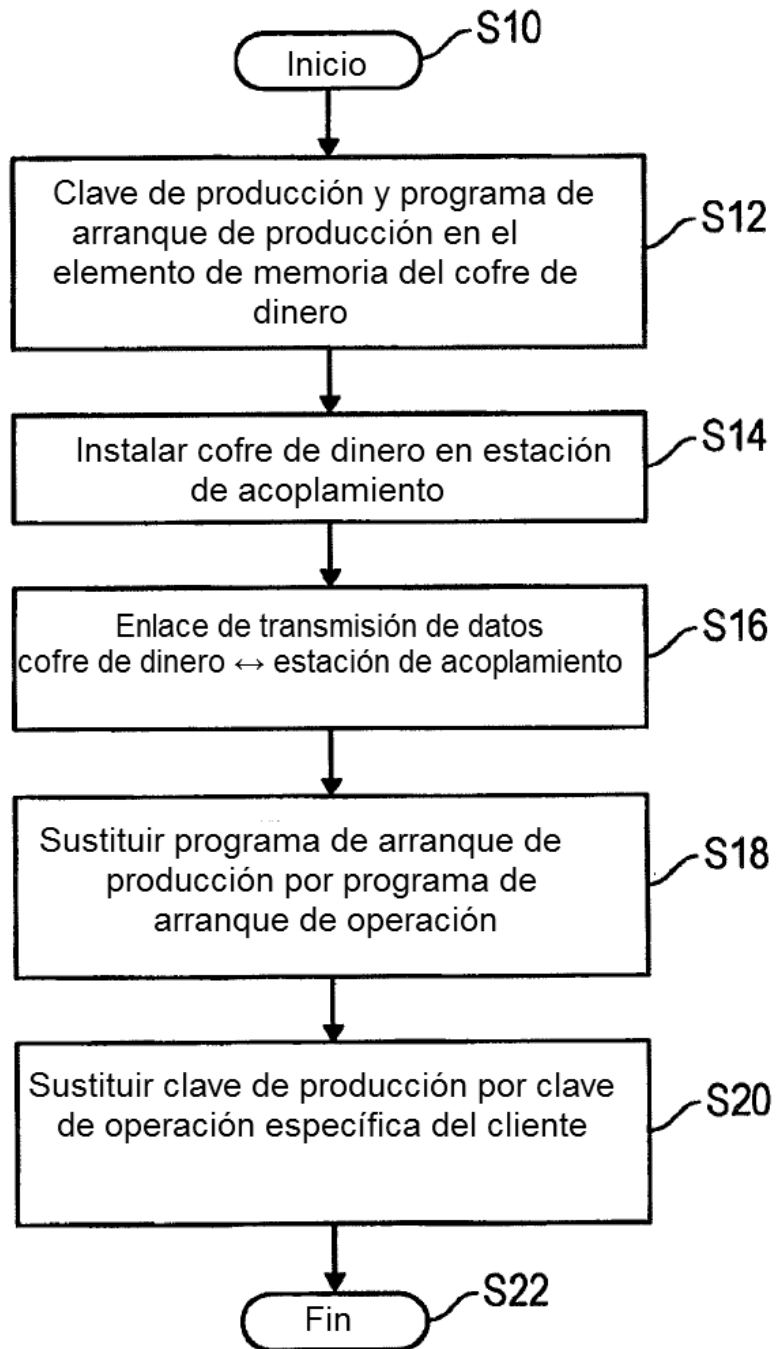 S10
Inicio
Clave de producción y programa de
arranque de producción en el
elemento de memoria del cofre de
dinero
S12
Instalar cofre de dinero en estación
de acoplamiento
S14
Enlace de transmisión de datos
cofre de dinero ↔ estación de acoplamiento
S16
Sustituir programa de arranque de
producción por programa de
arranque de operación
S18
Sustituir clave de producción por clave
de operación específica del cliente
S20
S22
Fin